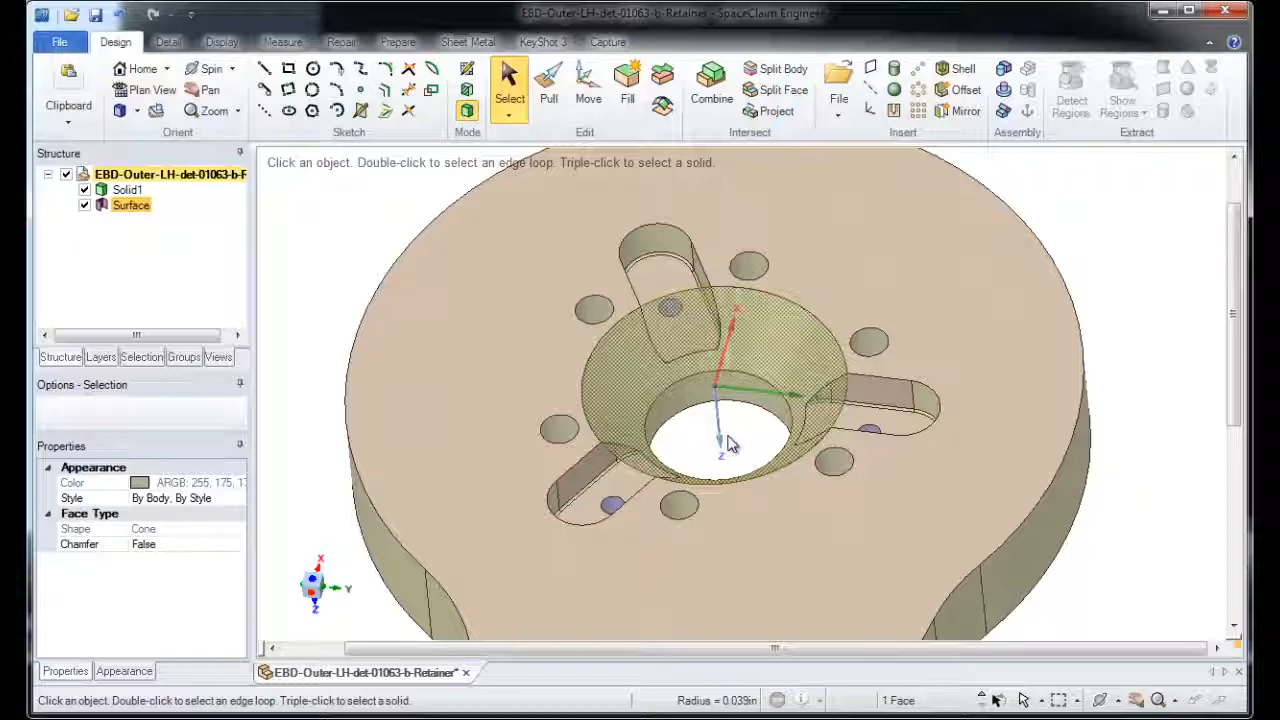 EBD-Outer-LH-det-01063-b-Retainer - SpaceClaim Engineer
File Design Detail Display Measure Repair Prepare Sheet Metal KeyShot 3 Capture
Home Spin Split Body Shell
Plan View Pan Split Face Offset
Zoom Project Mirror
Clipboard Select Pull Move Fill Combine File Detect Regions Show Regions
Orient Sketch Mode Edit Intersect Insert Assembly Extract
Structure
Click an object. Double-click to select an edge loop. Triple-click to select a solid.
EBD-Outer-LH-det-01063-b-R
Solid1
Surface
X
Z
Structure Layers Selection Groups Views
Options - Selection
Properties
Appearance
Color ARGB: 255, 175, 1
Style By Body, By Style
Face Type
Shape Cone
Chamfer False
X
Y
Z
Properties Appearance
EBD-Outer-LH-det-01063-b-Retainer*
Click an object. Double-click to select an edge loop. Triple-click to select a solid. Radius = 0.039in 1 Face